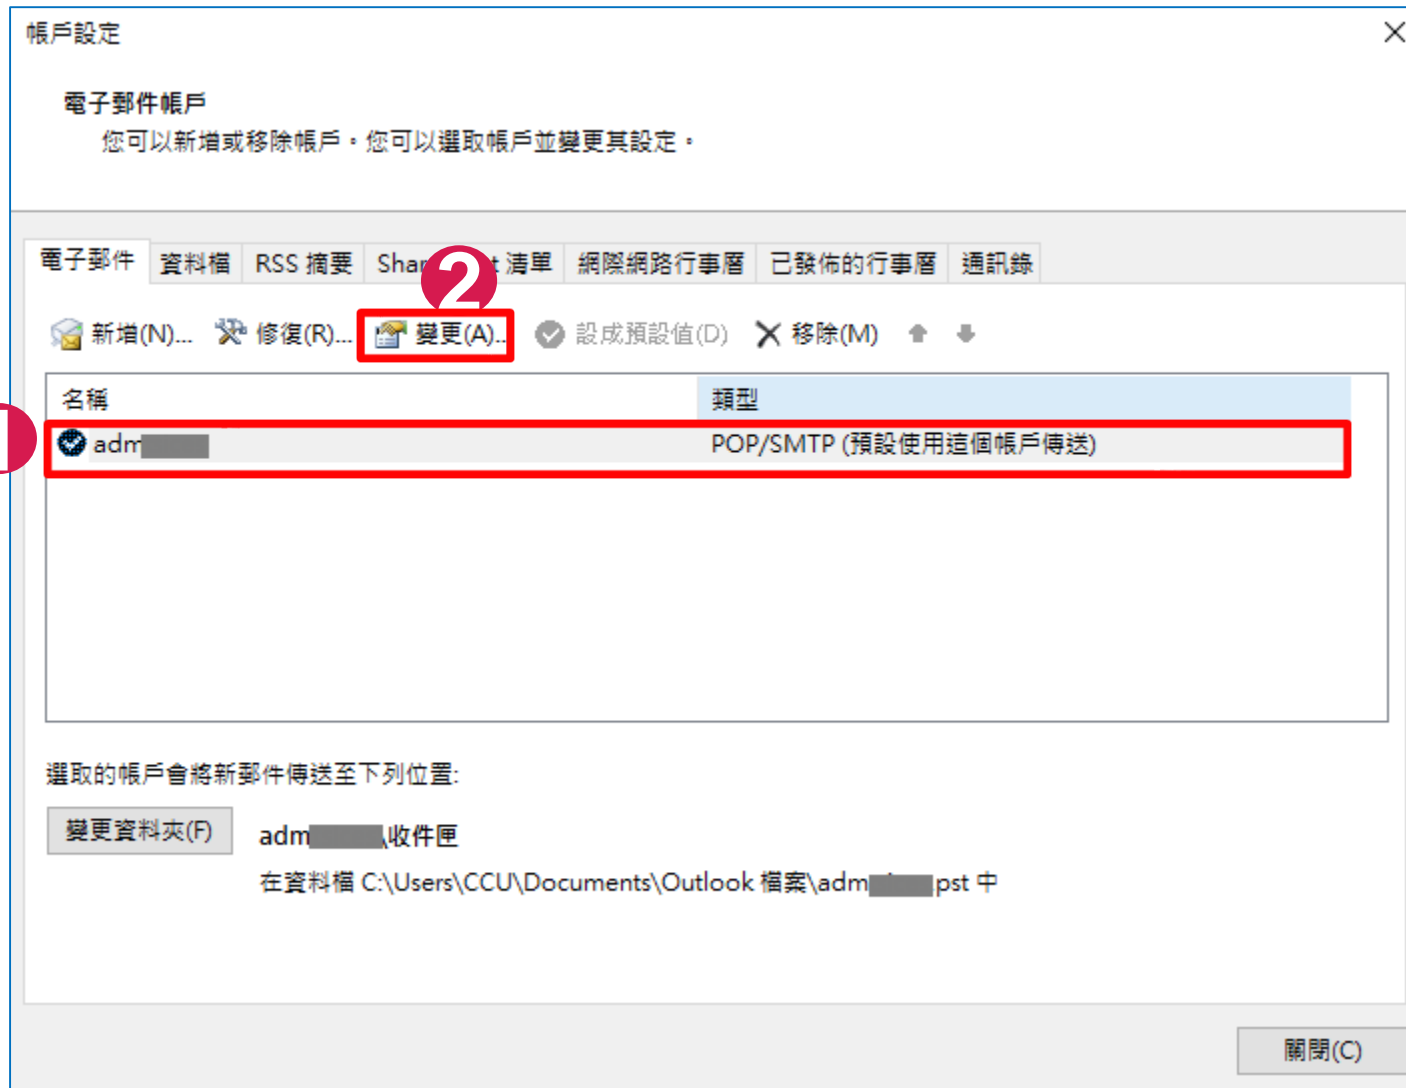 帳戶設定
電子郵件帳戶
您可以新增或移除帳戶。您可以選取帳戶並變更其設定。
電子郵件 資料檔 RSS 摘要 Shar t 清單 網際網路行事曆 已發佈的行事曆 通訊錄
2
新增(N)... 修復(R)... 變更(A).. 設成預設值(D) 移除(M)
名稱 類型
adm POP/SMTP (預設使用這個帳戶傳送)
選取的帳戶會將新郵件傳送至下列位置:
變更資料夾(F) adm \收件匣
在資料檔 C:\Users\CCU\Documents\Outlook 檔案\adm .pst 中
關閉(C)